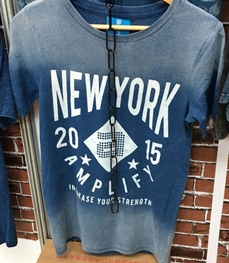 NEW YORK
20 15
AMPLIFY
INCREASE YOUR STRENGTH